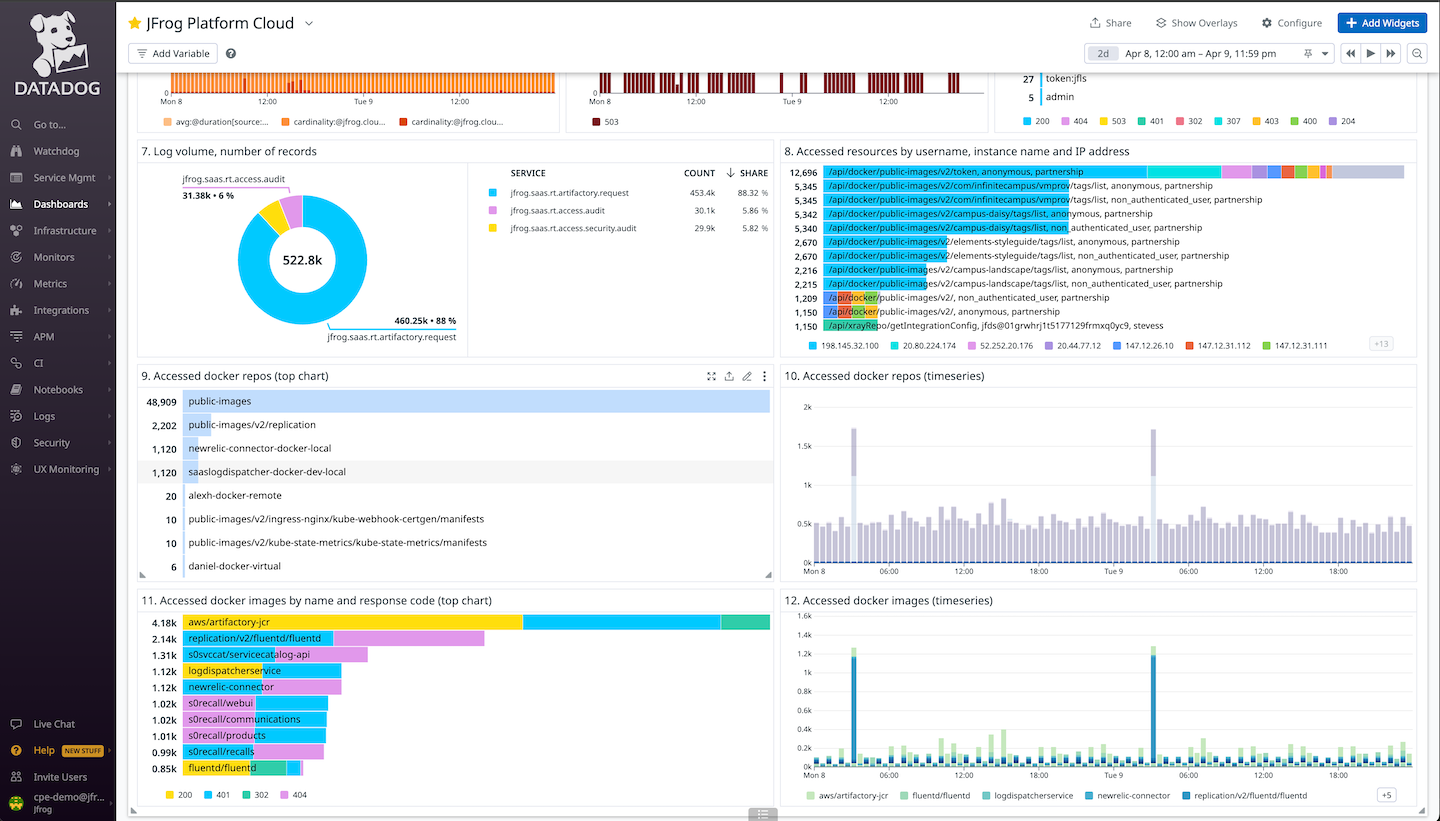 DATADOG
Go to...
Watchdog
Service Mgmt
Dashboards
Infrastructure
Monitors
Metrics
Integrations
APM
CI
Notebooks
Logs
Security
UX Monitoring
Live Chat
Help NEW STUFF
Invite Users
cpe-demo@jfr...
Jfrog
JFrog Platform Cloud
Share
Show Overlays
Configure
+ Add Widgets
Add Variable
?
2d Apr 8, 12:00 am – Apr 9, 11:59 pm
0
Mon 8 12:00 Tue 9 12:00
avg:@duration{source:... cardinality:@jfrog.clou... cardinality:@jfrog.clou...
0
Mon 8 12:00 Tue 9 12:00
503
27 token:jfls
5 admin
200 404 503 401 302 307 403 400 204
7. Log volume, number of records
jfrog.saas.rt.access.audit
31.38k • 6 %
522.8k
460.25k • 88 %
jfrog.saas.rt.artifactory.request
SERVICE COUNT SHARE
jfrog.saas.rt.artifactory.request 453.4k 88.32 %
jfrog.saas.rt.access.audit 30.1k 5.86 %
jfrog.saas.rt.access.security.audit 29.9k 5.82 %
8. Accessed resources by username, instance name and IP address
12,696 /api/docker/public-images/v2/token, anonymous, partnership
5,345 /api/docker/public-images/v2/com/infinitecampus/vmprov/tags/list, anonymous, partnership
5,345 /api/docker/public-images/v2/com/infinitecampus/vmprov/tags/list, non_authenticated_user, partnership
5,342 /api/docker/public-images/v2/campus-daisy/tags/list, anonymous, partnership
5,340 /api/docker/public-images/v2/campus-daisy/tags/list, non_authenticated_user, partnership
2,670 /api/docker/public-images/v2/elements-styleguide/tags/list, anonymous, partnership
2,670 /api/docker/public-images/v2/elements-styleguide/tags/list, non_authenticated_user, partnership
2,216 /api/docker/public-images/v2/campus-landscape/tags/list, anonymous, partnership
2,215 /api/docker/public-images/v2/campus-landscape/tags/list, non_authenticated_user, partnership
1,209 /api/docker/public-images/v2/, non_authenticated_user, partnership
1,150 /api/docker/public-images/v2/, anonymous, partnership
1,150 /api/xrayRepo/getIntegrationConfig, jfds@01grwhrj1t5177129frmxq0yc9, stevess
198.145.32.100 20.80.224.174 52.252.20.176 20.44.77.12 147.12.26.10 147.12.31.112 147.12.31.111 +13
9. Accessed docker repos (top chart)
48,909 public-images
2,202 public-images/v2/replication
1,120 newrelic-connector-docker-local
1,120 saaslogdispatcher-docker-dev-local
20 alexh-docker-remote
10 public-images/v2/ingress-nginx/kube-webhook-certgen/manifests
10 public-images/v2/kube-state-metrics/kube-state-metrics/manifests
6 daniel-docker-virtual
10. Accessed docker repos (timeseries)
2k
1.5k
1k
0.5k
0k
Mon 8 06:00 12:00 18:00 Tue 9 06:00 12:00 18:00
11. Accessed docker images by name and response code (top chart)
4.18k aws/artifactory-jcr
2.14k replication/v2/fluentd/fluentd
1.31k s0svccat/servicecatalog-api
1.12k logdispatcherservice
1.12k newrelic-connector
1.02k s0recall/webui
1.02k s0recall/communications
1.01k s0recall/products
0.99k s0recall/recalls
0.85k fluentd/fluentd
200 401 302 404
12. Accessed docker images (timeseries)
1.6k
1.4k
1.2k
1k
0.8k
0.6k
0.4k
0.2k
0k
Mon 8 06:00 12:00 18:00 Tue 9 06:00 12:00 18:00
aws/artifactory-jcr fluentd/fluentd logdispatcherservice newrelic-connector replication/v2/fluentd/fluentd +5